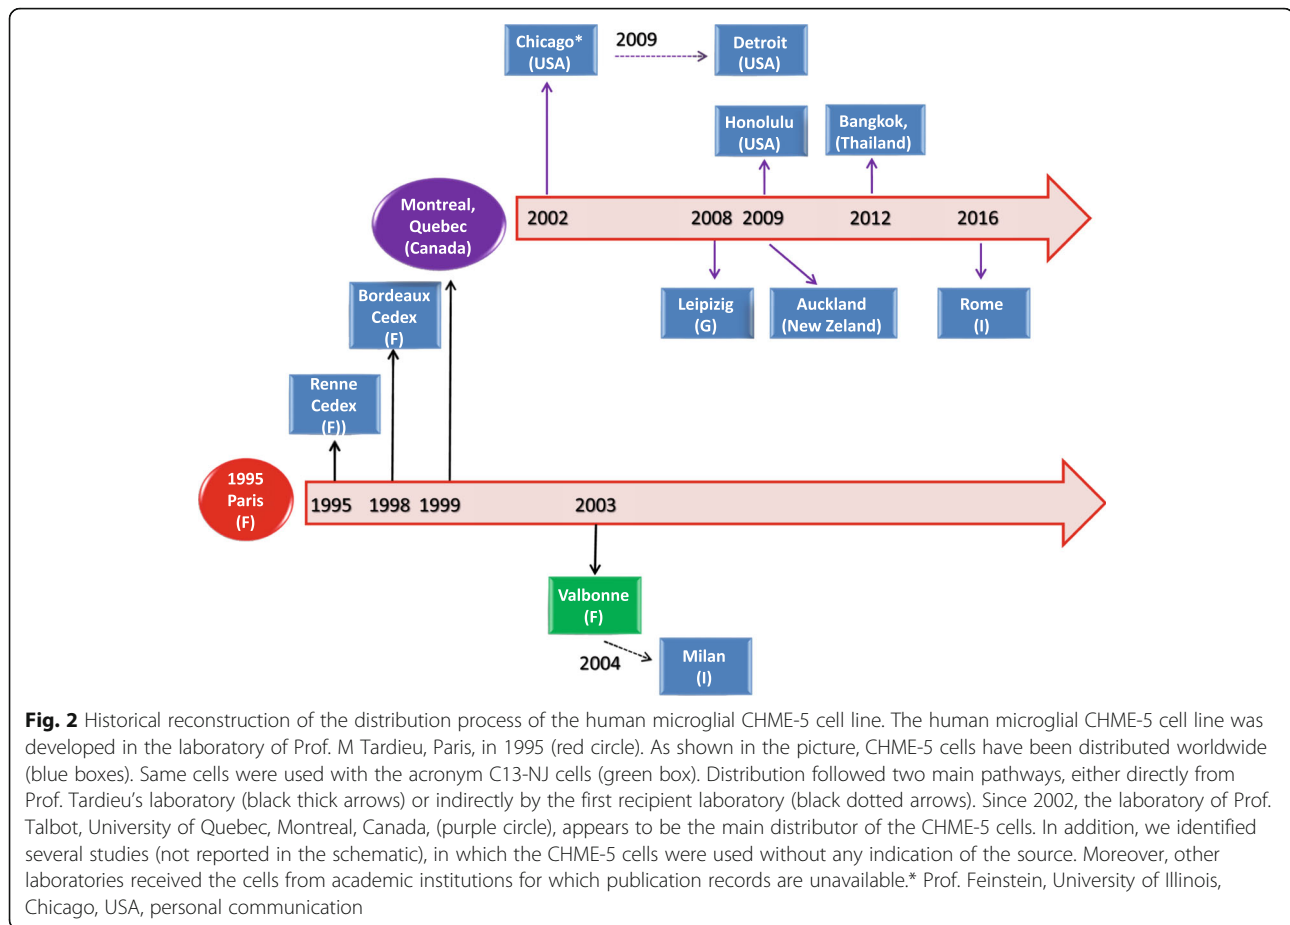 Chicago*
(USA)
2009
Detroit
(USA)
Honolulu
(USA)
Bangkok,
(Thailand)
Montreal,
Quebec
(Canada)
2002
2008
2009
2012
2016
Leipizig
(G)
Auckland
(New Zeland)
Rome
(I)
Bordeaux
Cedex
(F)
Renne
Cedex
(F))
1995
Paris
(F)
1995
1998
1999
2003
Valbonne
(F)
2004
Milan
(I)
Fig. 2 Historical reconstruction of the distribution process of the human microglial CHME-5 cell line. The human microglial CHME-5 cell line was
developed in the laboratory of Prof. M Tardieu, Paris, in 1995 (red circle). As shown in the picture, CHME-5 cells have been distributed worldwide
(blue boxes). Same cells were used with the acronym C13-NJ cells (green box). Distribution followed two main pathways, either directly from
Prof. Tardieu's laboratory (black thick arrows) or indirectly by the first recipient laboratory (black dotted arrows). Since 2002, the laboratory of Prof.
Talbot, University of Quebec, Montreal, Canada, (purple circle), appears to be the main distributor of the CHME-5 cells. In addition, we identified
several studies (not reported in the schematic), in which the CHME-5 cells were used without any indication of the source. Moreover, other
laboratories received the cells from academic institutions for which publication records are unavailable.* Prof. Feinstein, University of Illinois,
Chicago, USA, personal communication